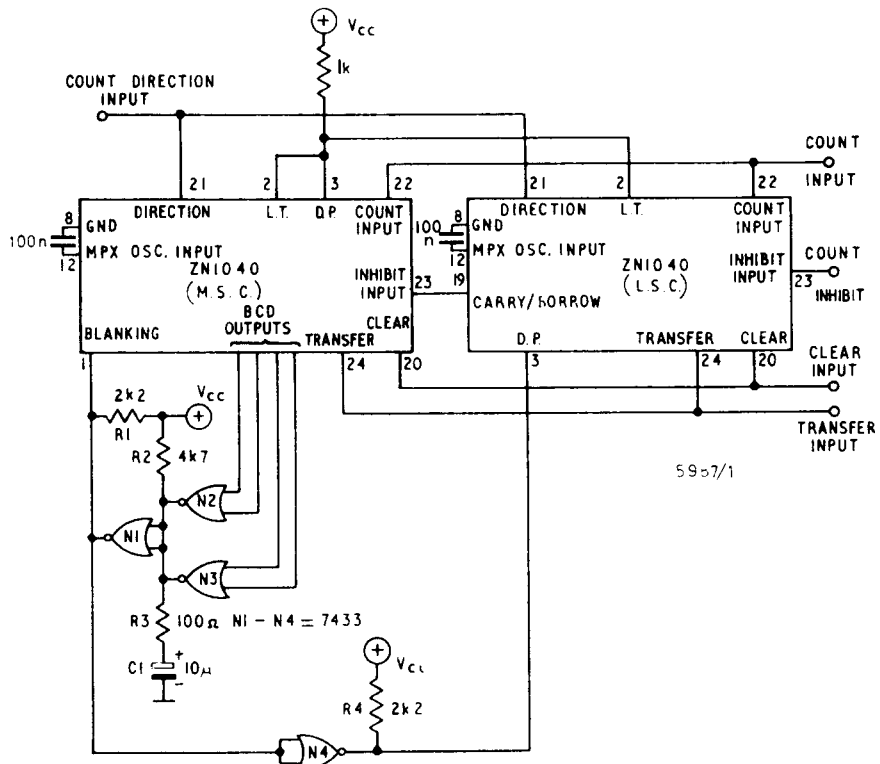 Vcc
1k
COUNT DIRECTION
INPUT
COUNT
INPUT
21
2
3
22
21
2
22
8
GND
DIRECTION
L.T.
D.P.
COUNT
INPUT
8
GND
DIRECTION
L.T.
COUNT
INPUT
100n
12
MPX OSC. INPUT
100
n
12
MPX OSC. INPUT
ZN1040
(M.S.C.)
INHIBIT
INPUT
23
19
ZN1040
(L.S.C.)
INHIBIT
INPUT
23
COUNT
INHIBIT
CARRY/BORROW
BCD
OUTPUTS
BLANKING
TRANSFER
CLEAR
D.P.
TRANSFER
CLEAR
1
24
20
3
24
20
CLEAR
INPUT
TRANSFER
INPUT
2k2
R1
Vcc
R2
4k7
N2
N1
N3
R3
100Ω
N1 - N4 = 7433
C1
+
10μ
-
Vcc
R4
2k2
N4